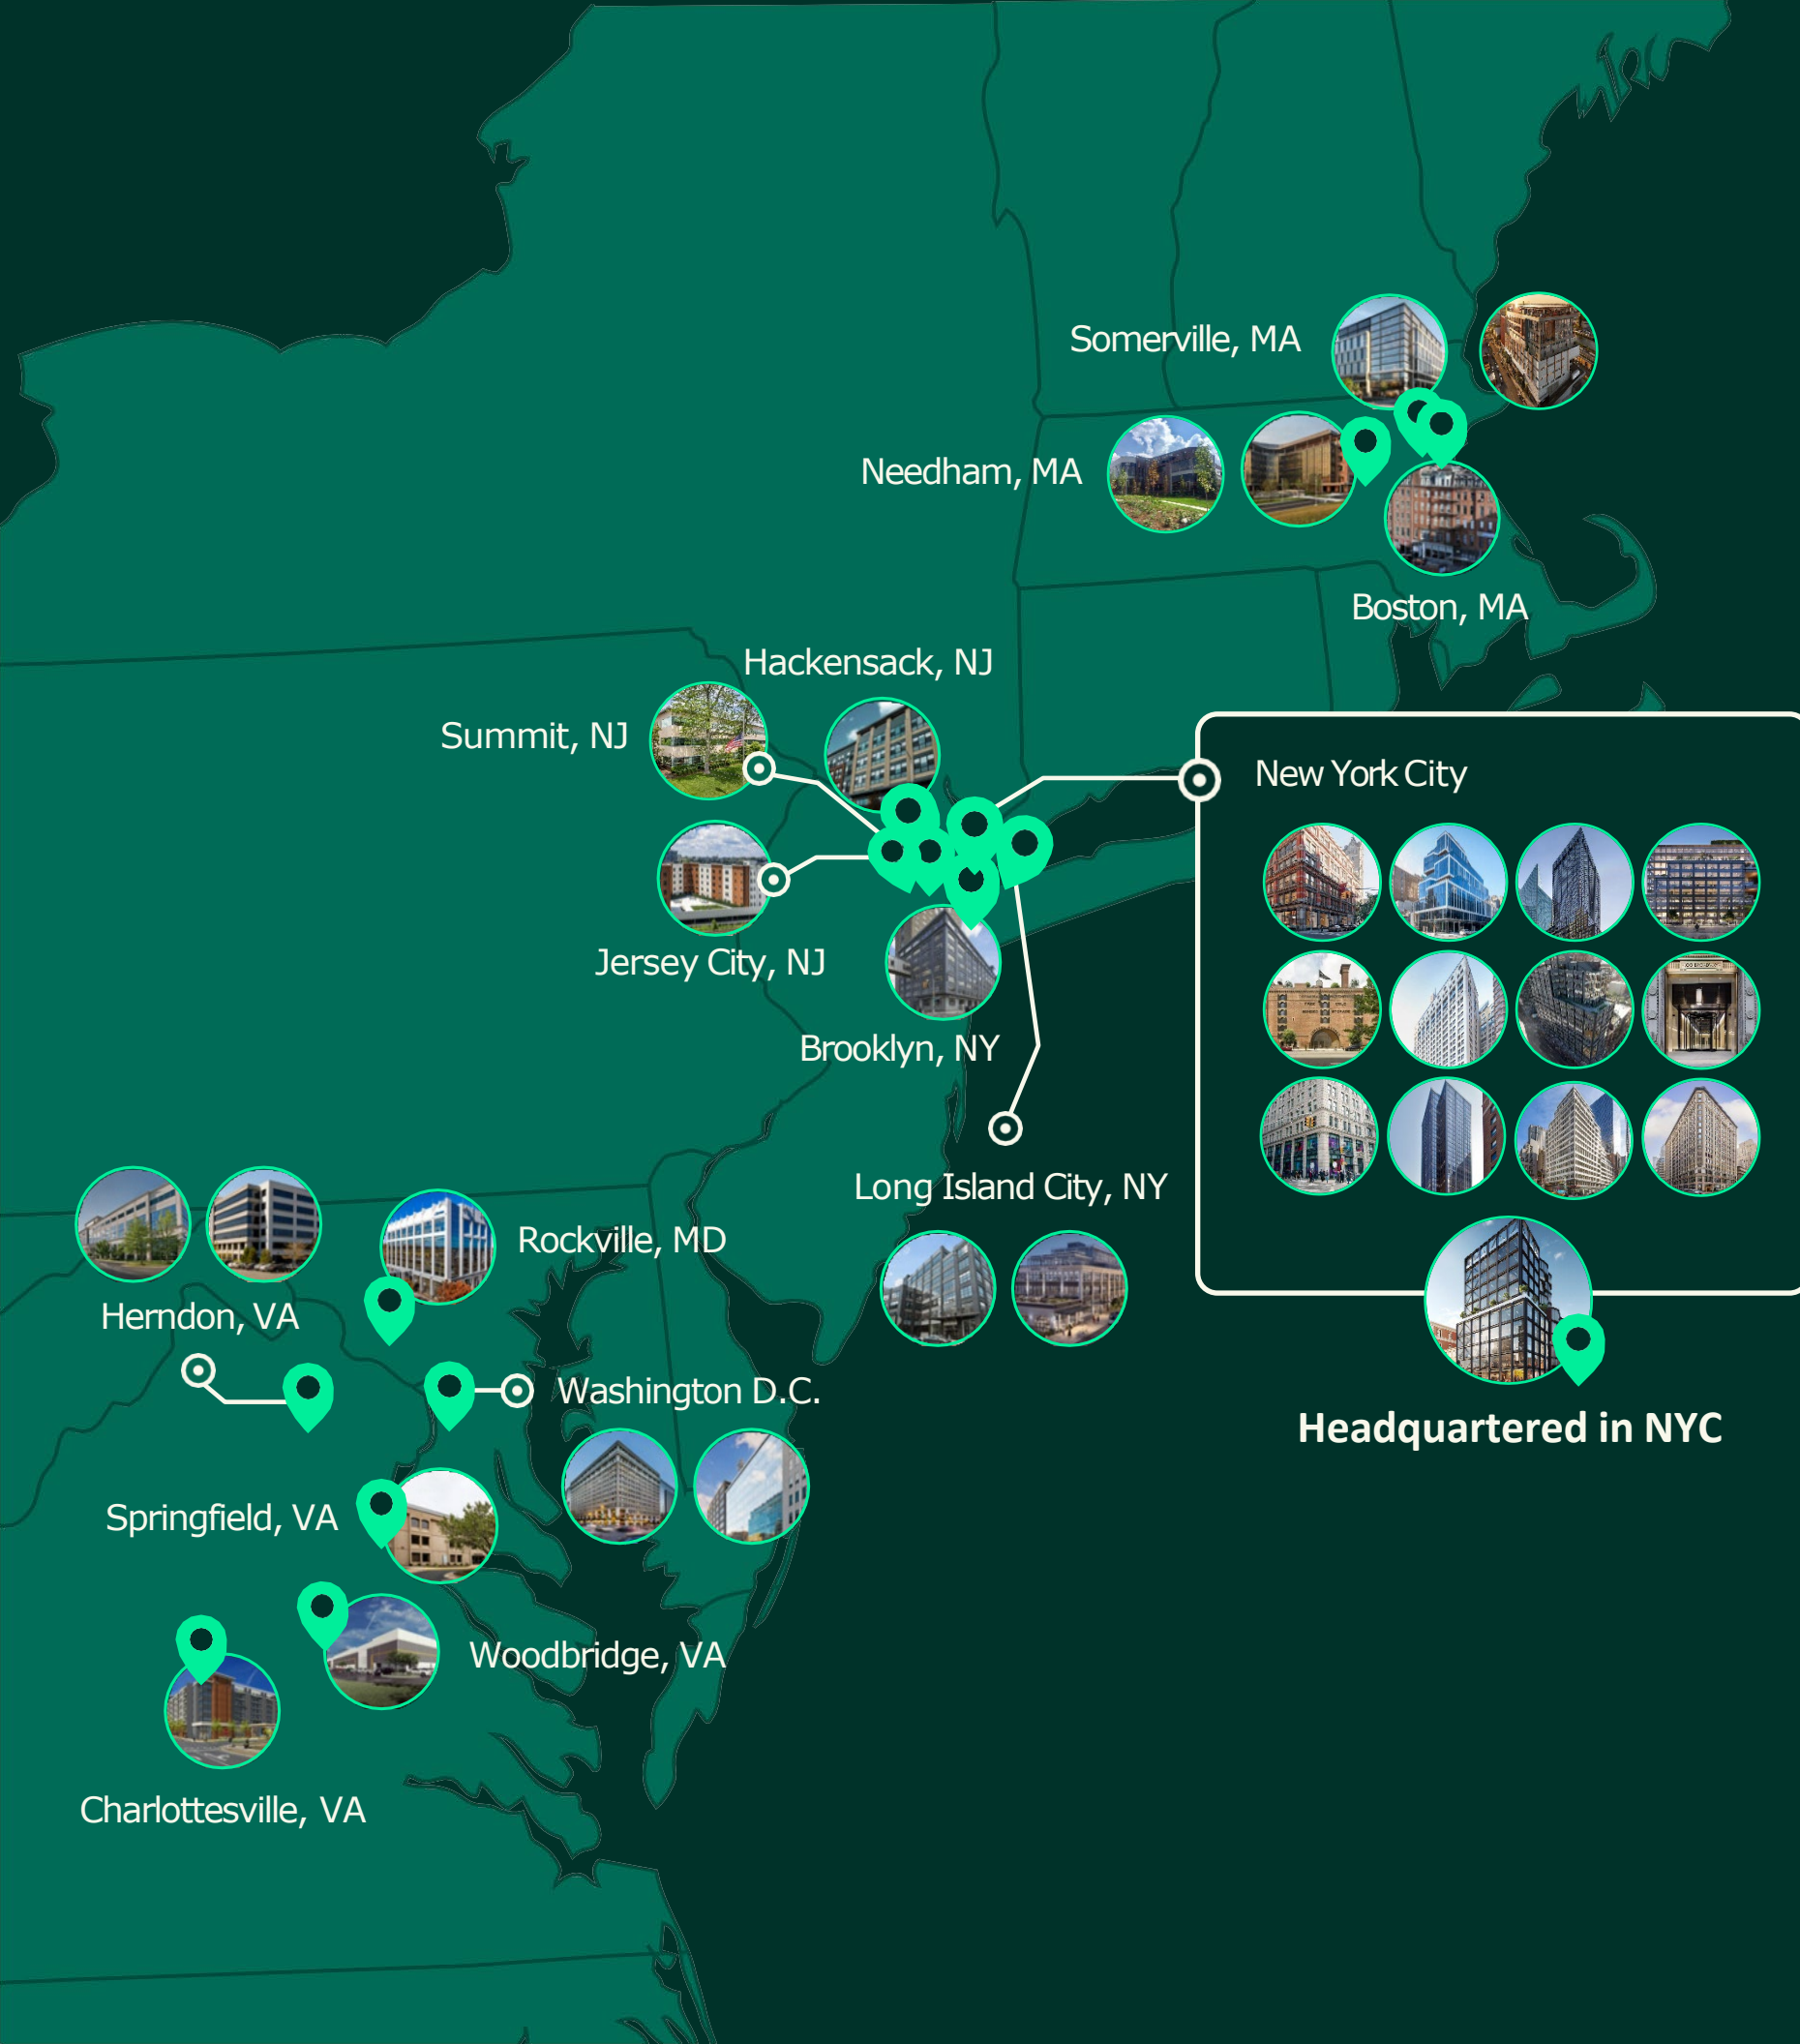 Somerville, MA
Needham, MA
Boston, MA
Hackensack, NJ
Summit, NJ
New York City
Jersey City, NJ
Brooklyn, NY
Long Island City, NY
Rockville, MD
Herndon, VA
Washington D.C.
Headquartered in NYC
Springfield, VA
Woodbridge, VA
Charlottesville, VA